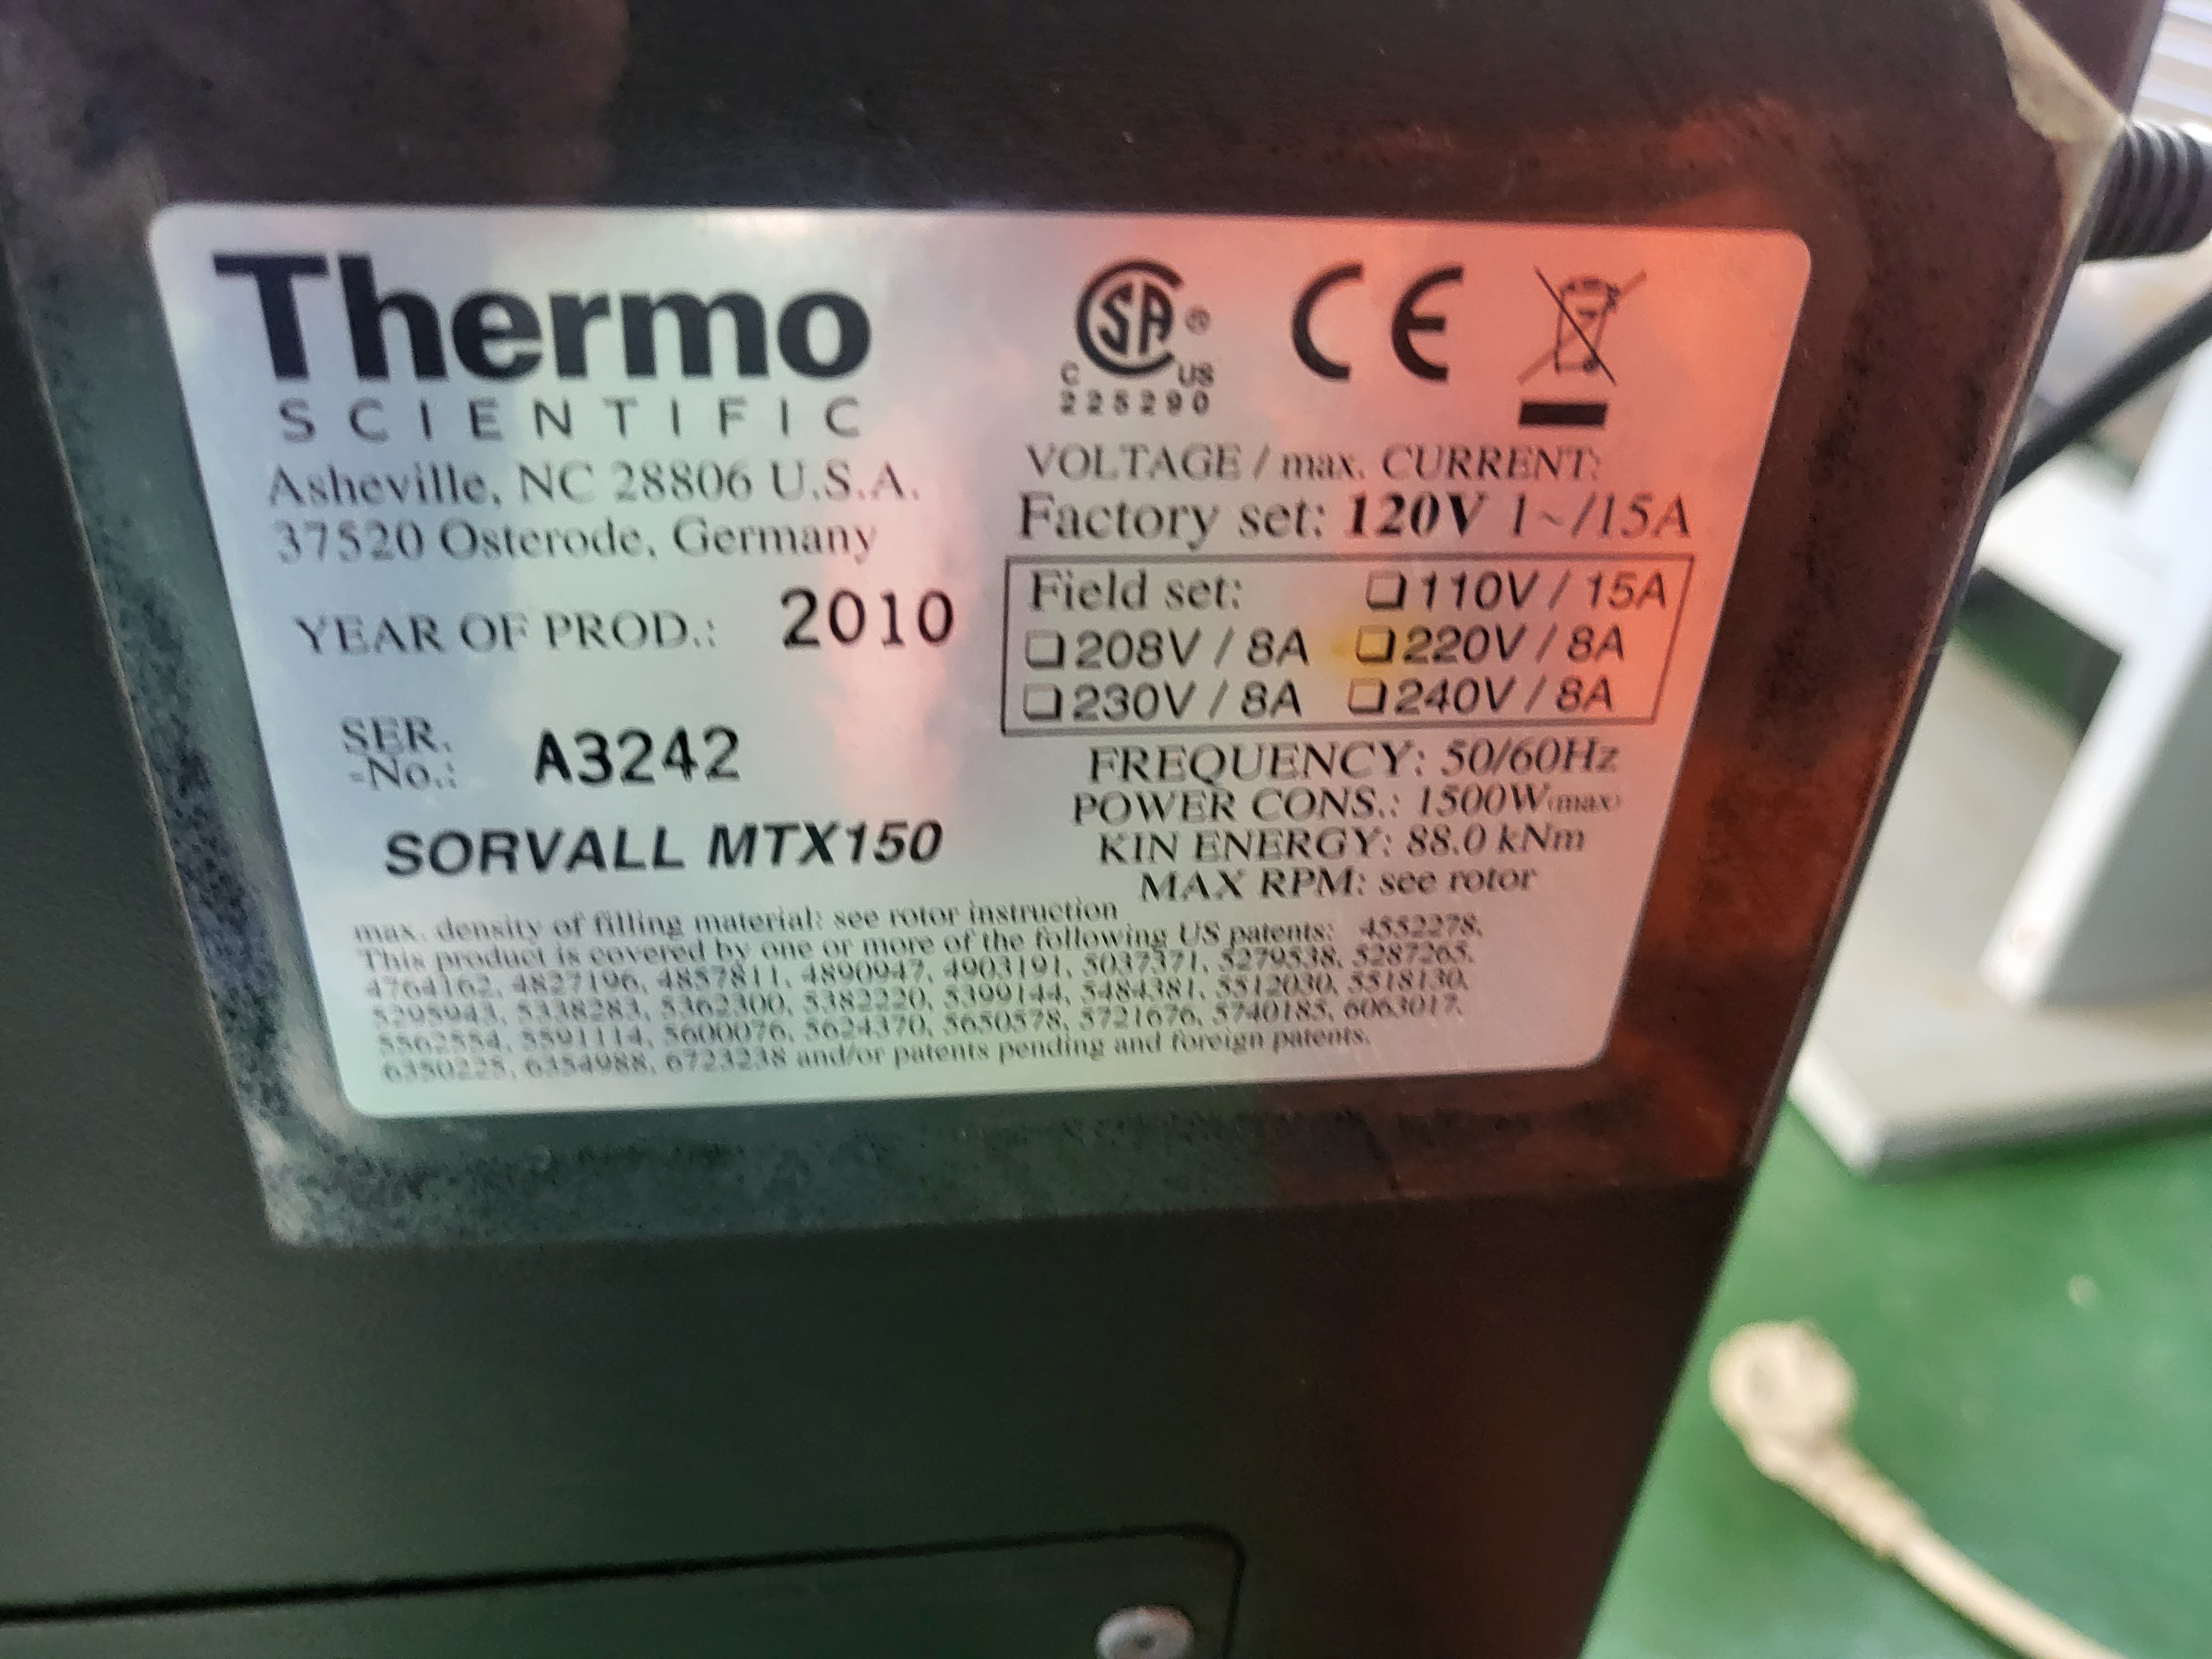 Thermo
SCIENTIFIC
Asheville, NC 28806 U.S.A.
37520 Osterode, Germany
YEAR OF PROD.: 2010
SER.
-No.: A3242
SORVALL MTX150
SA ®
C US
225290
CE
VOLTAGE / max. CURRENT:
Factory set: 120V 1~/15A
Field set: 110V / 15A
208V / 8A 220V / 8A
230V / 8A 240V / 8A
FREQUENCY: 50/60Hz
POWER CONS.: 1500W(max)
KIN ENERGY: 88.0 kNm
MAX RPM: see rotor
max. density of filling material: see rotor instruction
This product is covered by one or more of the following US patents: 4552278,
4764162, 4827196, 4857811, 4890947, 4903191, 5037371, 5279538, 5287265,
5295943, 5338283, 5362300, 5382220, 5399144, 5484381, 5512030, 5518130,
5562554, 5591114, 5600076, 5624370, 5650578, 5721676, 5740185, 6063017,
6350225, 6354988, 6723238 and/or patents pending and foreign patents.